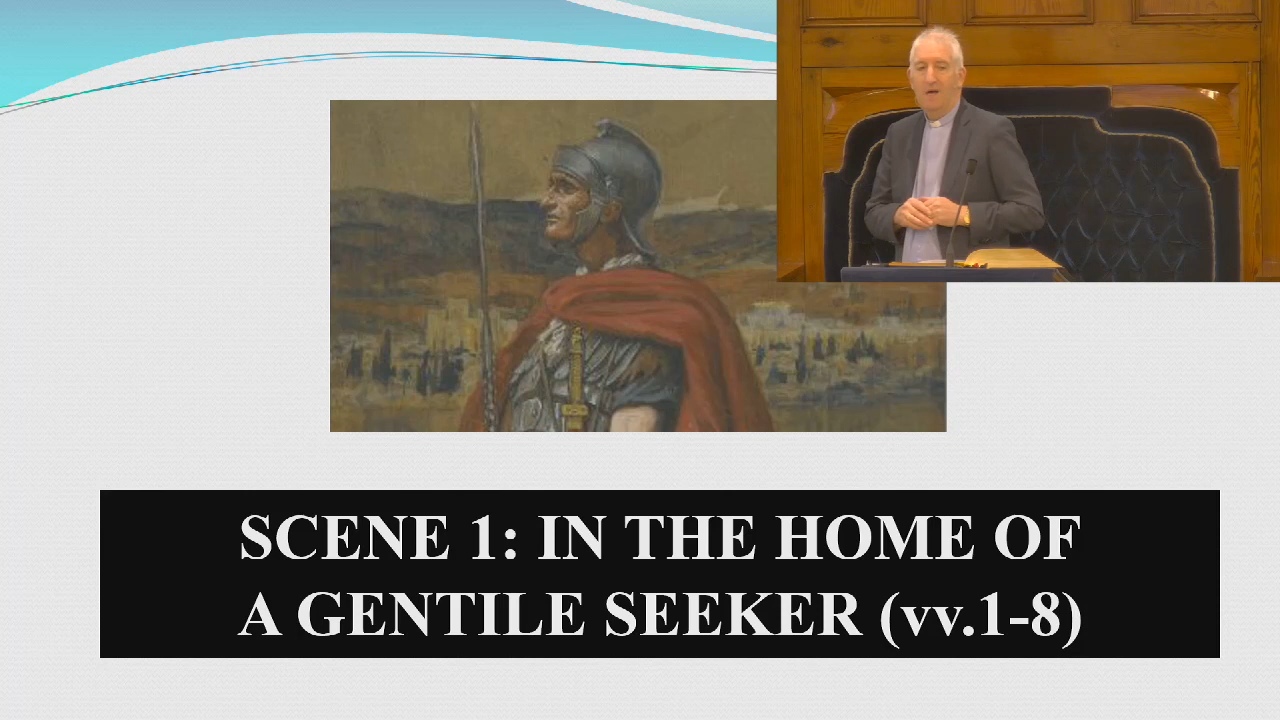 SCENE 1: IN THE HOME OF
A GENTILE SEEKER (vv.1-8)